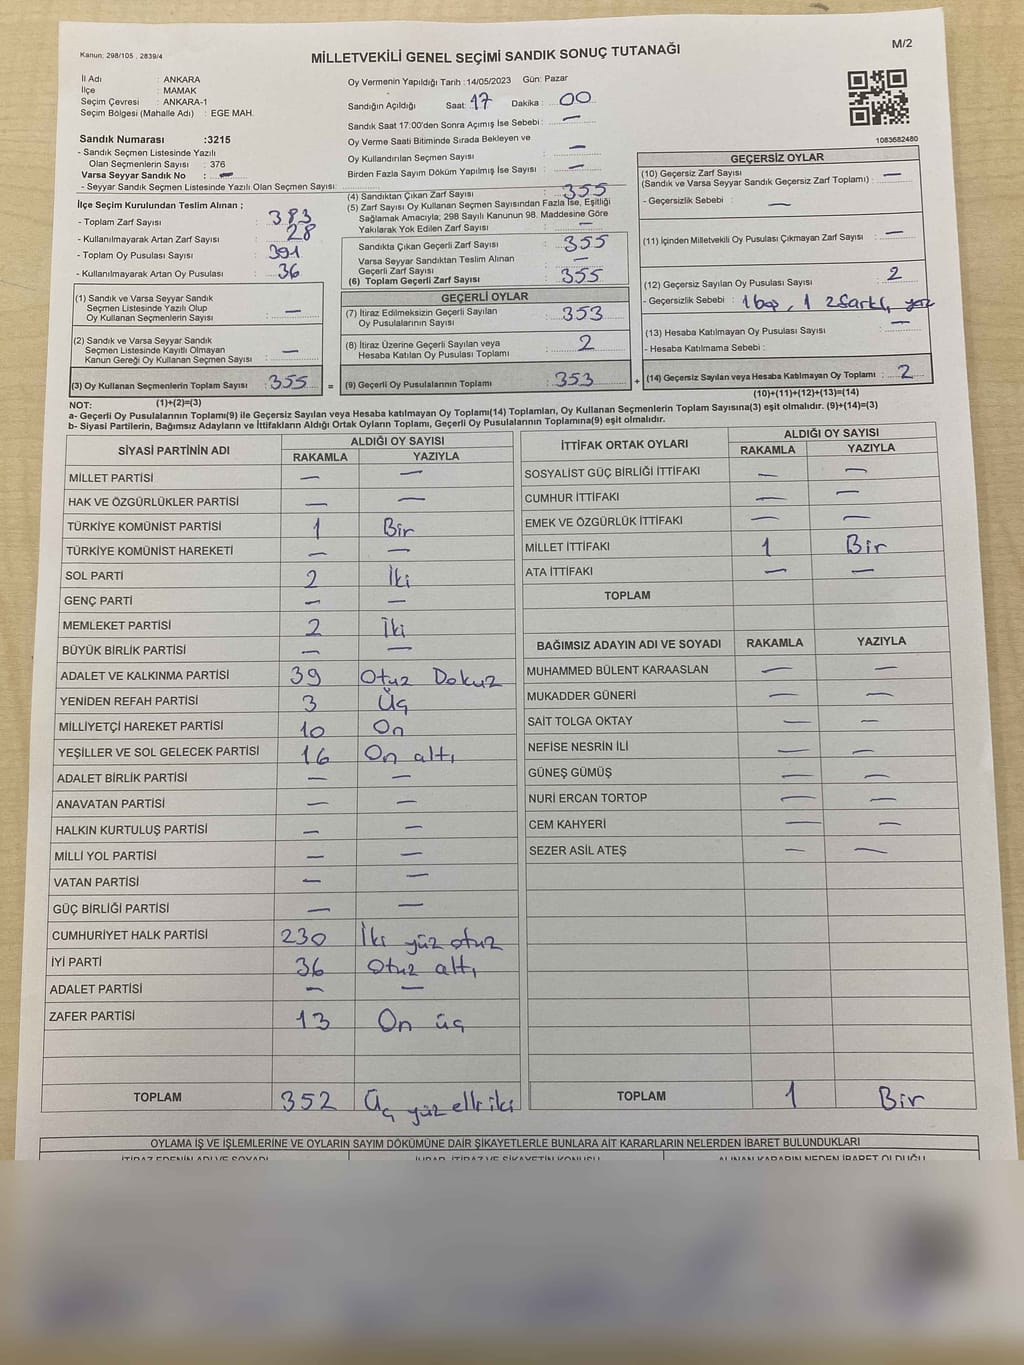 Kanun: 298/105 , 2839/4
MİLLETVEKİLİ GENEL SEÇİMİ SANDIK SONUÇ TUTANAĞI
M/2
İl Adı : ANKARA
İlçe : MAMAK
Seçim Çevresi : ANKARA-1
Seçim Bölgesi (Mahalle Adı) : EGE MAH.
Sandık Numarası :3215
- Sandık Seçmen Listesinde Yazılı
Olan Seçmenlerin Sayısı : 376
Varsa Seyyar Sandık No : —
- Seyyar Sandık Seçmen Listesinde Yazılı Olan Seçmen Sayısı:
Oy Vermenin Yapıldığı Tarih : 14/05/2023 Gün: Pazar
Sandığın Açıldığı Saat: 17 Dakika : 00
Sandık Saat 17:00'den Sonra Açımış İse Sebebi : —
Oy Verme Saati Bitiminde Sırada Bekleyen ve
Oy Kullandırılan Seçmen Sayısı : —
Birden Fazla Sayım Döküm Yapılmış İse Sayısı : —
1083682480
İlçe Seçim Kurulundan Teslim Alınan ;
- Toplam Zarf Sayısı : 383
- Kullanılmayarak Artan Zarf Sayısı : 28
- Toplam Oy Pusulası Sayısı : 391
- Kullanılmayarak Artan Oy Pusulası : 36
(1) Sandık ve Varsa Seyyar Sandık
Seçmen Listesinde Yazılı Olup
Oy Kullanan Seçmenlerin Sayısı : —
(2) Sandık ve Varsa Seyyar Sandık
Seçmen Listesinde Kayıtlı Olmayan
Kanun Gereği Oy Kullanan Seçmen Sayısı : —
(3) Oy Kullanan Seçmenlerin Toplam Sayısı : 355 =
(1)+(2)=(3)
(4) Sandıktan Çıkan Zarf Sayısı : 355
(5) Zarf Sayısı Oy Kullanan Seçmen Sayısından Fazla İse, Eşitliği
Sağlamak Amacıyla; 298 Sayılı Kanunun 98. Maddesine Göre
Yakılarak Yok Edilen Zarf Sayısı : —
Sandıkta Çıkan Geçerli Zarf Sayısı : 355
Varsa Seyyar Sandıktan Teslim Alınan
Geçerli Zarf Sayısı : —
(6) Toplam Geçerli Zarf Sayısı : 355
GEÇERLİ OYLAR
(7) İtiraz Edilmeksizin Geçerli Sayılan
Oy Pusulalarının Sayısı : 353
(8) İtiraz Üzerine Geçerli Sayılan veya
Hesaba Katılan Oy Pusulası Toplamı : 2
(9) Geçerli Oy Pusulalarının Toplamı : 353 +
GEÇERSİZ OYLAR
(10) Geçersiz Zarf Sayısı
(Sandık ve Varsa Seyyar Sandık Geçersiz Zarf Toplamı) : —
- Geçersizlik Sebebi : —
(11) İçinden Milletvekili Oy Pusulası Çıkmayan Zarf Sayısı : —
(12) Geçersiz Sayılan Oy Pusulası Sayısı : 2
- Geçersizlik Sebebi : 1 boş, 1
(13) Hesaba Katılmayan Oy Pusulası Sayısı : —
- Hesaba Katılmama Sebebi :
(14) Geçersiz Sayılan veya Hesaba Katılmayan Oy Toplamı : 2
(10)+(11)+(12)+(13)=(14)
NOT:
a- Geçerli Oy Pusulalarının Toplamı(9) ile Geçersiz Sayılan veya Hesaba katılmayan Oy Toplamı(14) Toplamları, Oy Kullanan Seçmenlerin Toplam Sayısına(3) eşit olmalıdır. (9)+(14)=(3)
b- Siyasi Partilerin, Bağımsız Adayların ve İttifakların Aldığı Ortak Oyların Toplamı, Geçerli Oy Pusulalarının Toplamına(9) eşit olmalıdır.
SİYASİ PARTİNİN ADI ALDIĞI OY SAYISI
RAKAMLA YAZIYLA
MİLLET PARTİSİ — —
HAK VE ÖZGÜRLÜKLER PARTİSİ — —
TÜRKİYE KOMÜNİST PARTİSİ 1 Bir
TÜRKİYE KOMÜNİST HAREKETİ — —
SOL PARTİ 2 İki
GENÇ PARTİ — —
MEMLEKET PARTİSİ 2 İki
BÜYÜK BİRLİK PARTİSİ — —
ADALET VE KALKINMA PARTİSİ 39 Otuz Dokuz
YENİDEN REFAH PARTİSİ 3 Üç
MİLLİYETÇİ HAREKET PARTİSİ 10 On
YEŞİLLER VE SOL GELECEK PARTİSİ 16 On altı
ADALET BİRLİK PARTİSİ — —
ANAVATAN PARTİSİ — —
HALKIN KURTULUŞ PARTİSİ — —
MİLLİ YOL PARTİSİ — —
VATAN PARTİSİ — —
GÜÇ BİRLİĞİ PARTİSİ — —
CUMHURİYET HALK PARTİSİ 230 İki yüz otuz
İYİ PARTİ 36 Otuz altı
ADALET PARTİSİ — —
ZAFER PARTİSİ 13 On üç
TOPLAM 352 Üç yüz elli iki
İTTİFAK ORTAK OYLARI ALDIĞI OY SAYISI
RAKAMLA YAZIYLA
SOSYALİST GÜÇ BİRLİĞİ İTTİFAKI — —
CUMHUR İTTİFAKI — —
EMEK VE ÖZGÜRLÜK İTTİFAKI — —
MİLLET İTTİFAKI 1 Bir
ATA İTTİFAKI — —
TOPLAM
BAĞIMSIZ ADAYIN ADI VE SOYADI RAKAMLA YAZIYLA
MUHAMMED BÜLENT KARAASLAN — —
MUKADDER GÜNERİ — —
SAİT TOLGA OKTAY — —
NEFİSE NESRİN İLİ — —
GÜNEŞ GÜMÜŞ — —
NURİ ERCAN TORTOP — —
CEM KAHYERİ — —
SEZER ASİL ATEŞ — —
TOPLAM 1 Bir
OYLAMA İŞ VE İŞLEMLERİNE VE OYLARIN SAYIM DÖKÜMÜNE DAİR ŞİKAYETLERLE BUNLARA AİT KARARLARIN NELERDEN İBARET BULUNDUKLARI